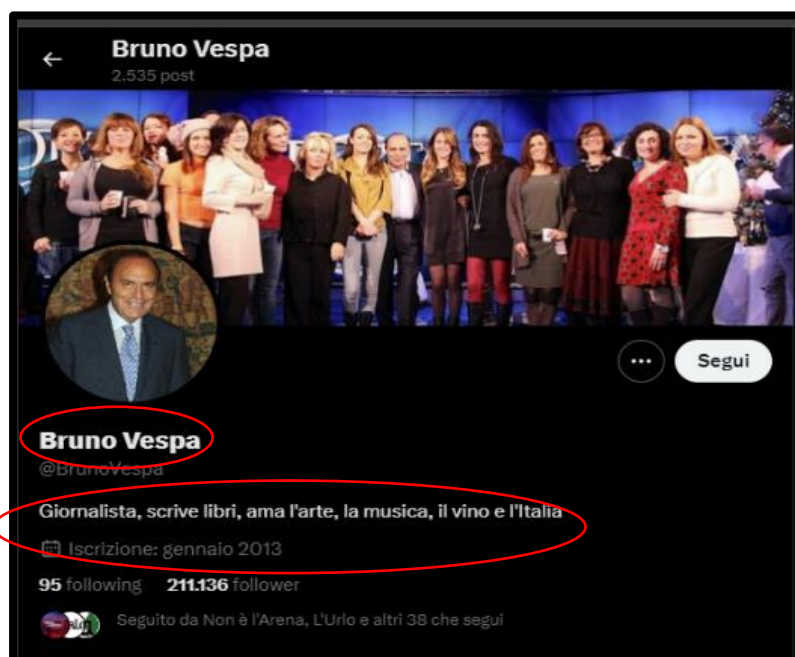 Bruno Vespa
2.535 post
Segui
Bruno Vespa
@BrunoVespa
Giornalista, scrive libri, ama l'arte, la musica, il vino e l'Italia
Iscrizione: gennaio 2013
95 following 211.136 follower
Seguito da Non è l'Arena, L'Urlo e altri 38 che segui